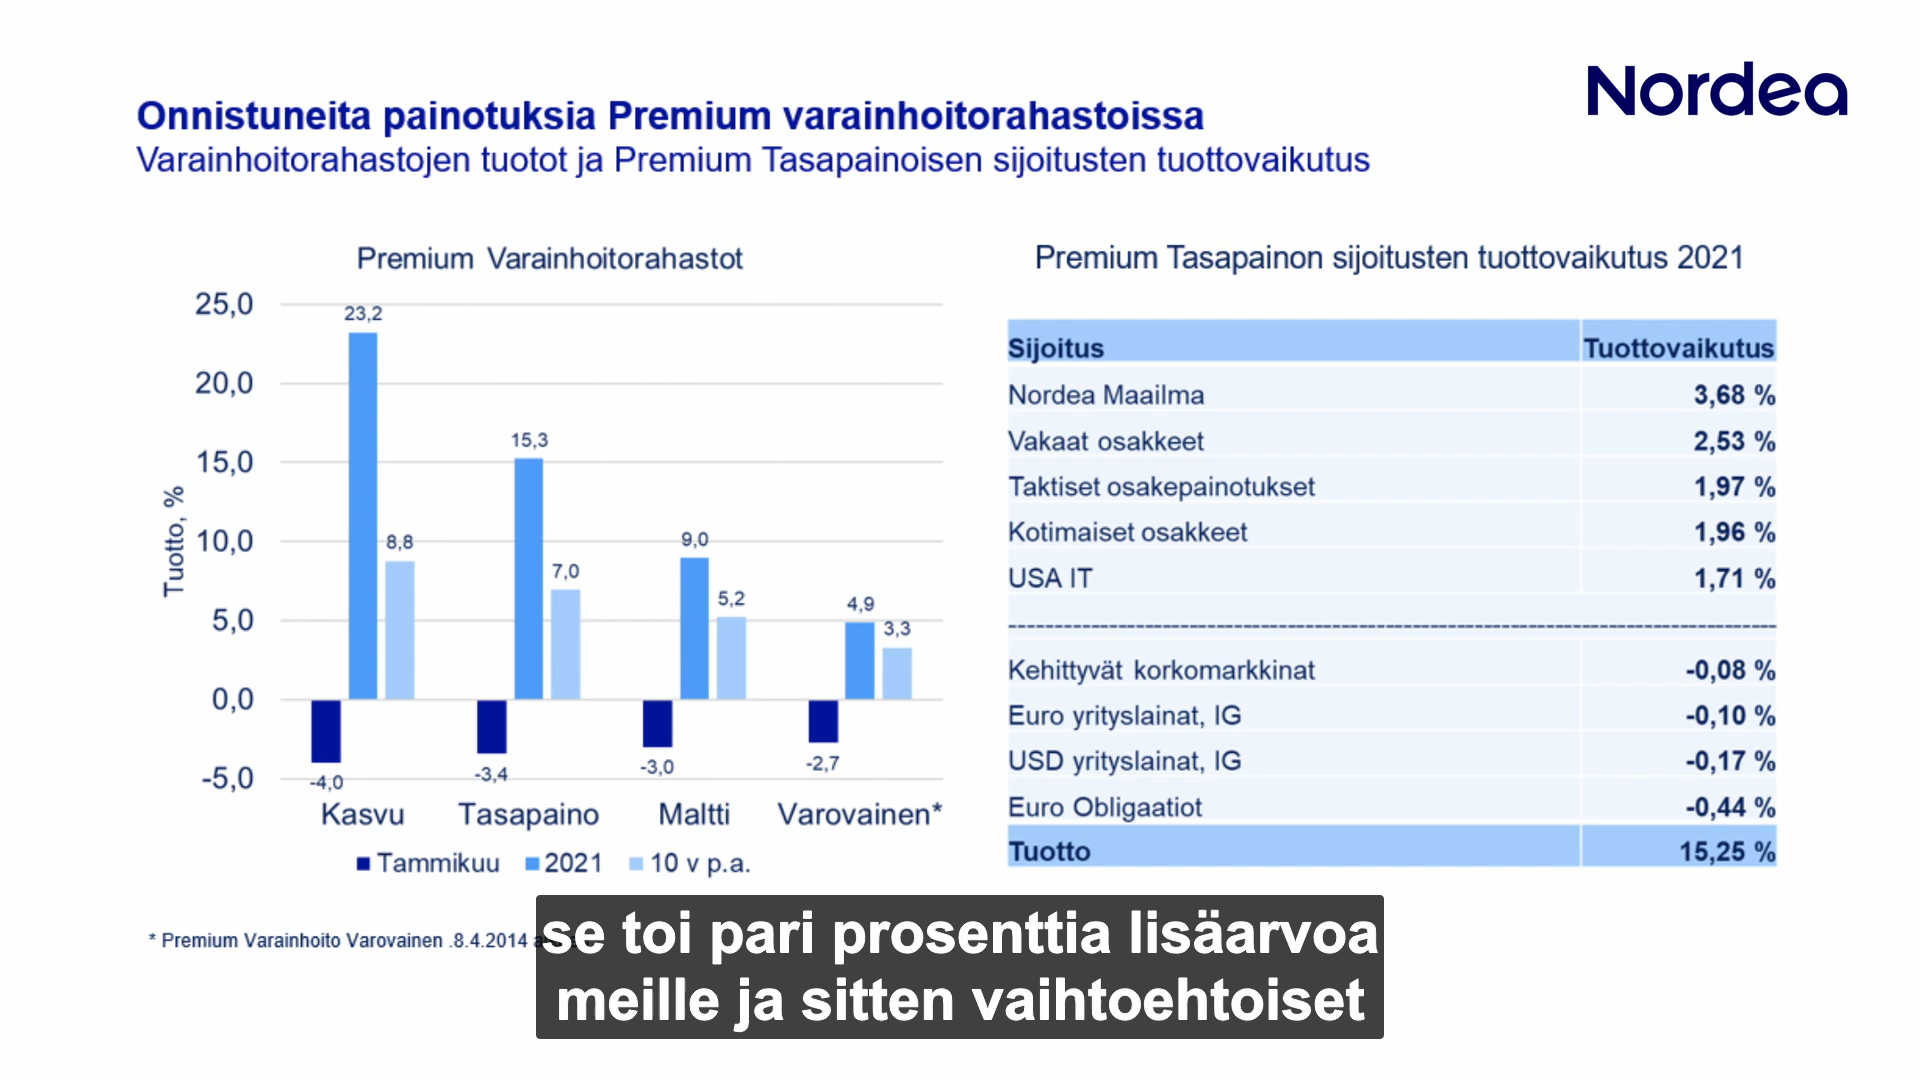 Nordea
Onnistuneita painotuksia Premium varainhoitorahastoissa
Varainhoitorahastojen tuotot ja Premium Tasapainoisen sijoitusten tuottovaikutus
Premium Varainhoitorahastot
Tuotto, %
25,0
20,0
15,0
10,0
5,0
0,0
-5,0
23,2
8,8
-4,0
15,3
7,0
-3,4
9,0
5,2
-3,0
4,9
3,3
-2,7
Kasvu Tasapaino Maltti Varovainen*
Tammikuu 2021 10 v p.a.
* Premium Varainhoito Varovainen .8.4.2014
Premium Tasapainon sijoitusten tuottovaikutus 2021
Sijoitus Tuottovaikutus
Nordea Maailma 3,68 %
Vakaat osakkeet 2,53 %
Taktiset osakepainotukset 1,97 %
Kotimaiset osakkeet 1,96 %
USA IT 1,71 %
Kehittyvät korkomarkkinat -0,08 %
Euro yrityslainat, IG -0,10 %
USD yrityslainat, IG -0,17 %
Euro Obligaatiot -0,44 %
Tuotto 15,25 %
se toi pari prosenttia lisäarvoa
meille ja sitten vaihtoehtoiset